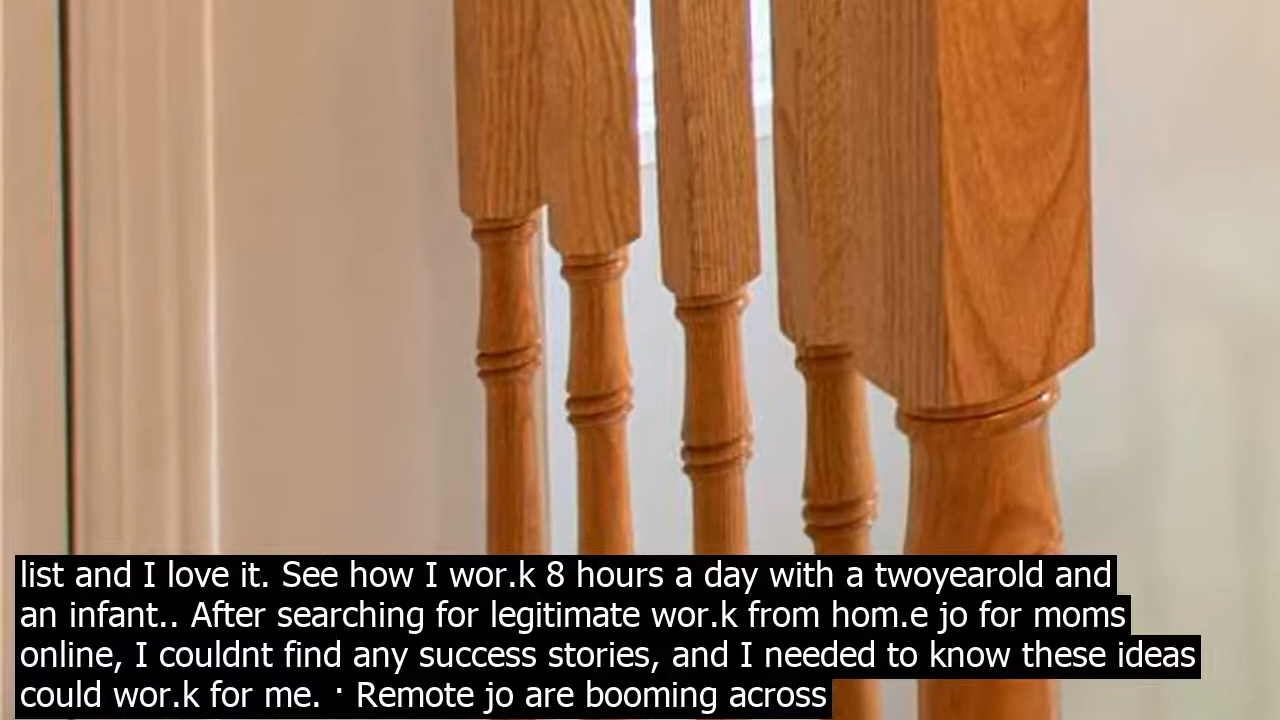 list and I love it. See how I wor.k 8 hours a day with a twoyearold and
an infant.. After searching for legitimate wor.k from hom.e jo for moms
online, I couldnt find any success stories, and I needed to know these ideas
could wor.k for me. · Remote jo are booming across